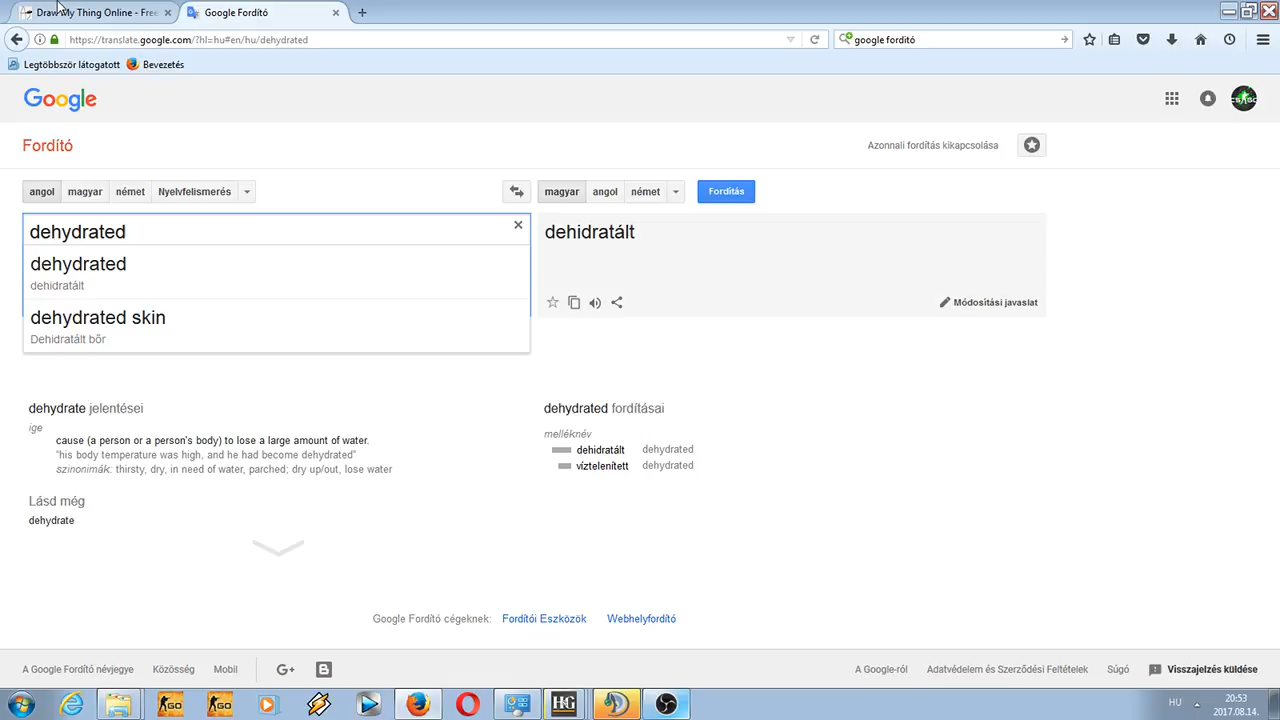 Draw My Thing Online - Free
Google Fordító
https://translate.google.com/?hl=hu#en/hu/dehydrated
google forditó
Legtöbbször látogatott
Bevezetés
Google
Fordító
Azonnali fordítás kikapcsolása
angol magyar német Nyelvfelismerés
magyar angol német Fordítás
dehydrated
dehidratált
dehydrated
dehidratált
dehydrated skin
Dehidratált bőr
Módosítási javaslat
dehydrate jelentései
ige
cause (a person or a person's body) to lose a large amount of water.
"his body temperature was high, and he had become dehydrated"
szinonimák: thirsty, dry, in need of water, parched; dry up/out, lose water
Lásd még
dehydrate
dehydrated fordításai
melléknév
dehidratált dehydrated
víztelenített dehydrated
Google Fordító cégeknek: Fordítói Eszközök Webhelyfordító
A Google Fordító névjegye Közösség Mobil G+ A Google-ról Adatvédelem és Szerződési Feltételek Súgó Visszajelzés küldése
GO GO HG HU 20:53
2017.08.14.